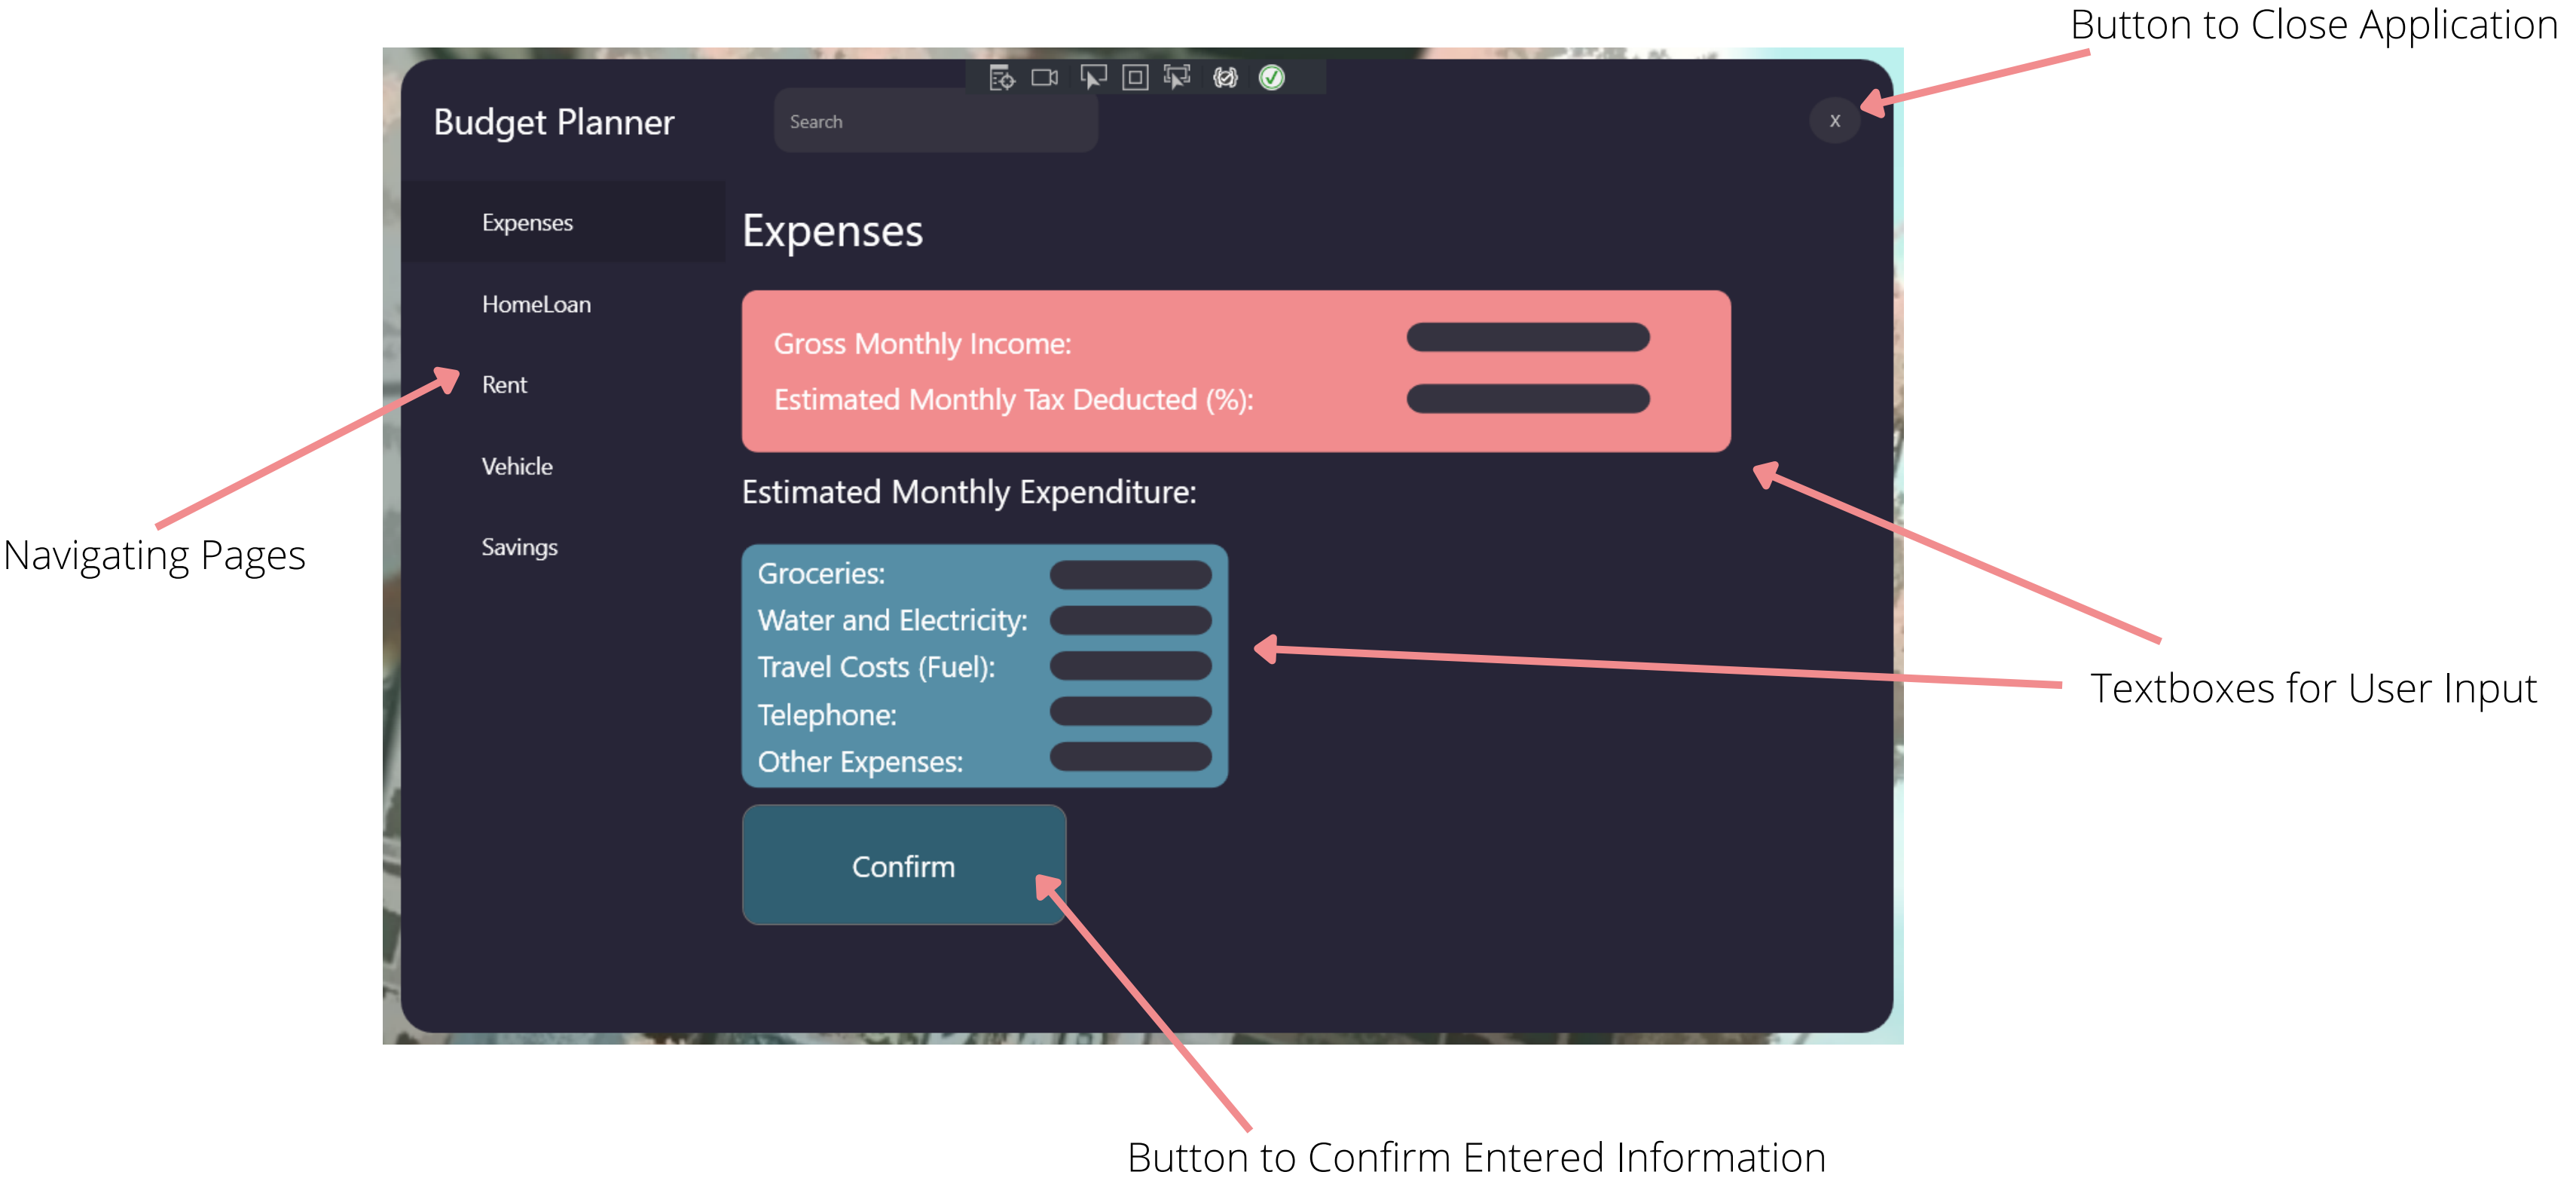 Button to Close Application
Budget Planner
Search
x
Expenses
HomeLoan
Rent
Vehicle
Savings
Expenses
Gross Monthly Income:
Estimated Monthly Tax Deducted (%):
Estimated Monthly Expenditure:
Groceries:
Water and Electricity:
Travel Costs (Fuel):
Telephone:
Other Expenses:
Confirm
Navigating Pages
Textboxes for User Input
Button to Confirm Entered Information